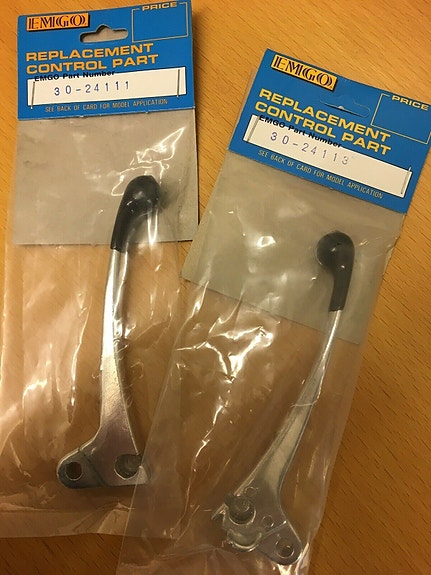 EMGO
PRICE
REPLACEMENT
CONTROL PART
EMGO Part Number
30-24111
SEE BACK OF CARD FOR MODEL APPLICATION
EMGO
PRICE
REPLACEMENT
CONTROL PART
EMGO Part Number
30-24113
SEE BACK OF CARD FOR MODEL APPLICATION